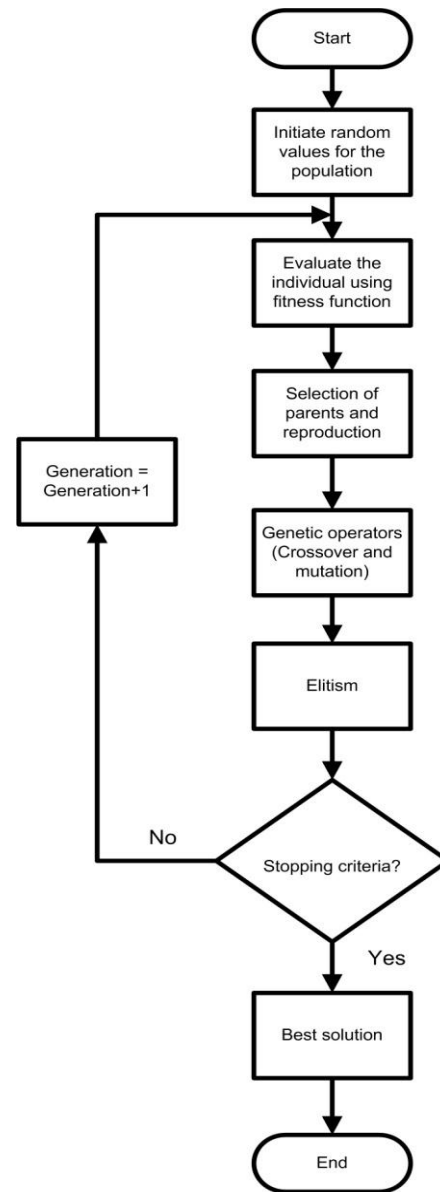 Start
Initiate random
values for the
population
Evaluate the
individual using
fitness function
Selection of
parents and
reproduction
Generation =
Generation+1
Genetic operators
(Crossover and
mutation)
Elitism
No
Stopping criteria?
Yes
Best solution
End